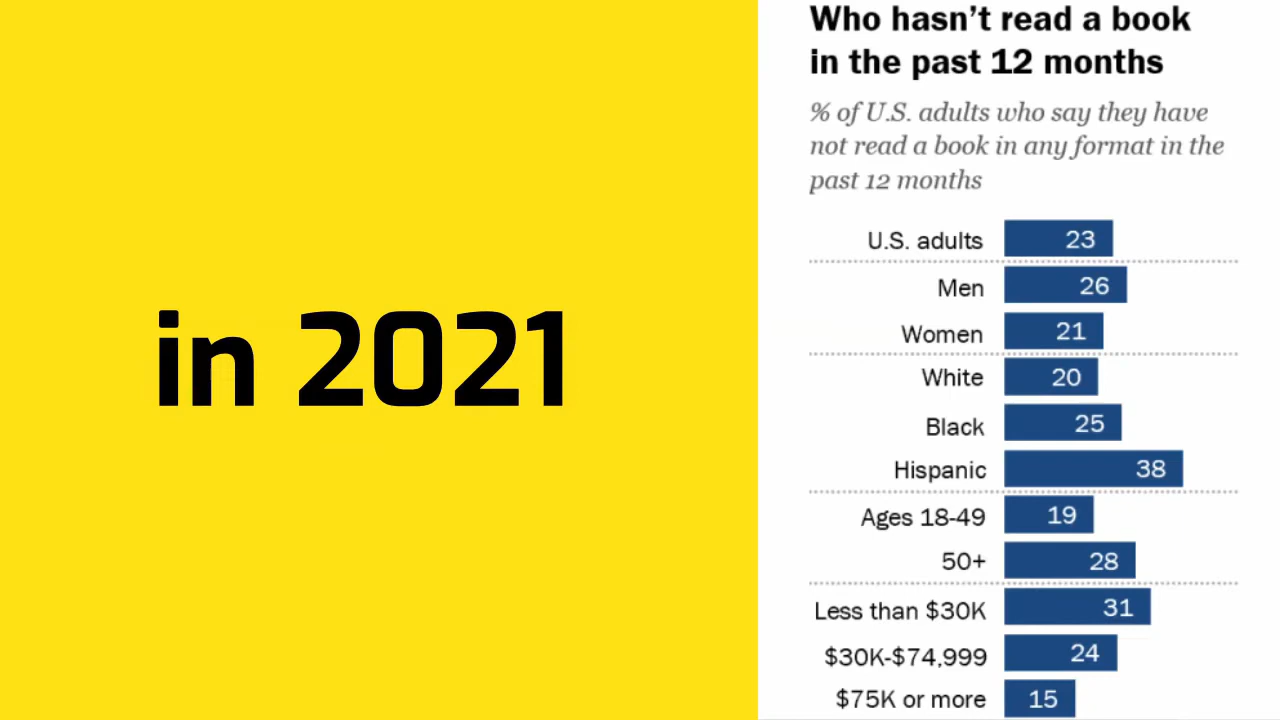 in 2021
Who hasn't read a book
in the past 12 months
% of U.S. adults who say they have
not read a book in any format in the
past 12 months
U.S. adults 23
Men 26
Women 21
White 20
Black 25
Hispanic 38
Ages 18-49 19
50+ 28
Less than $30K 31
$30K-$74,999 24
$75K or more 15